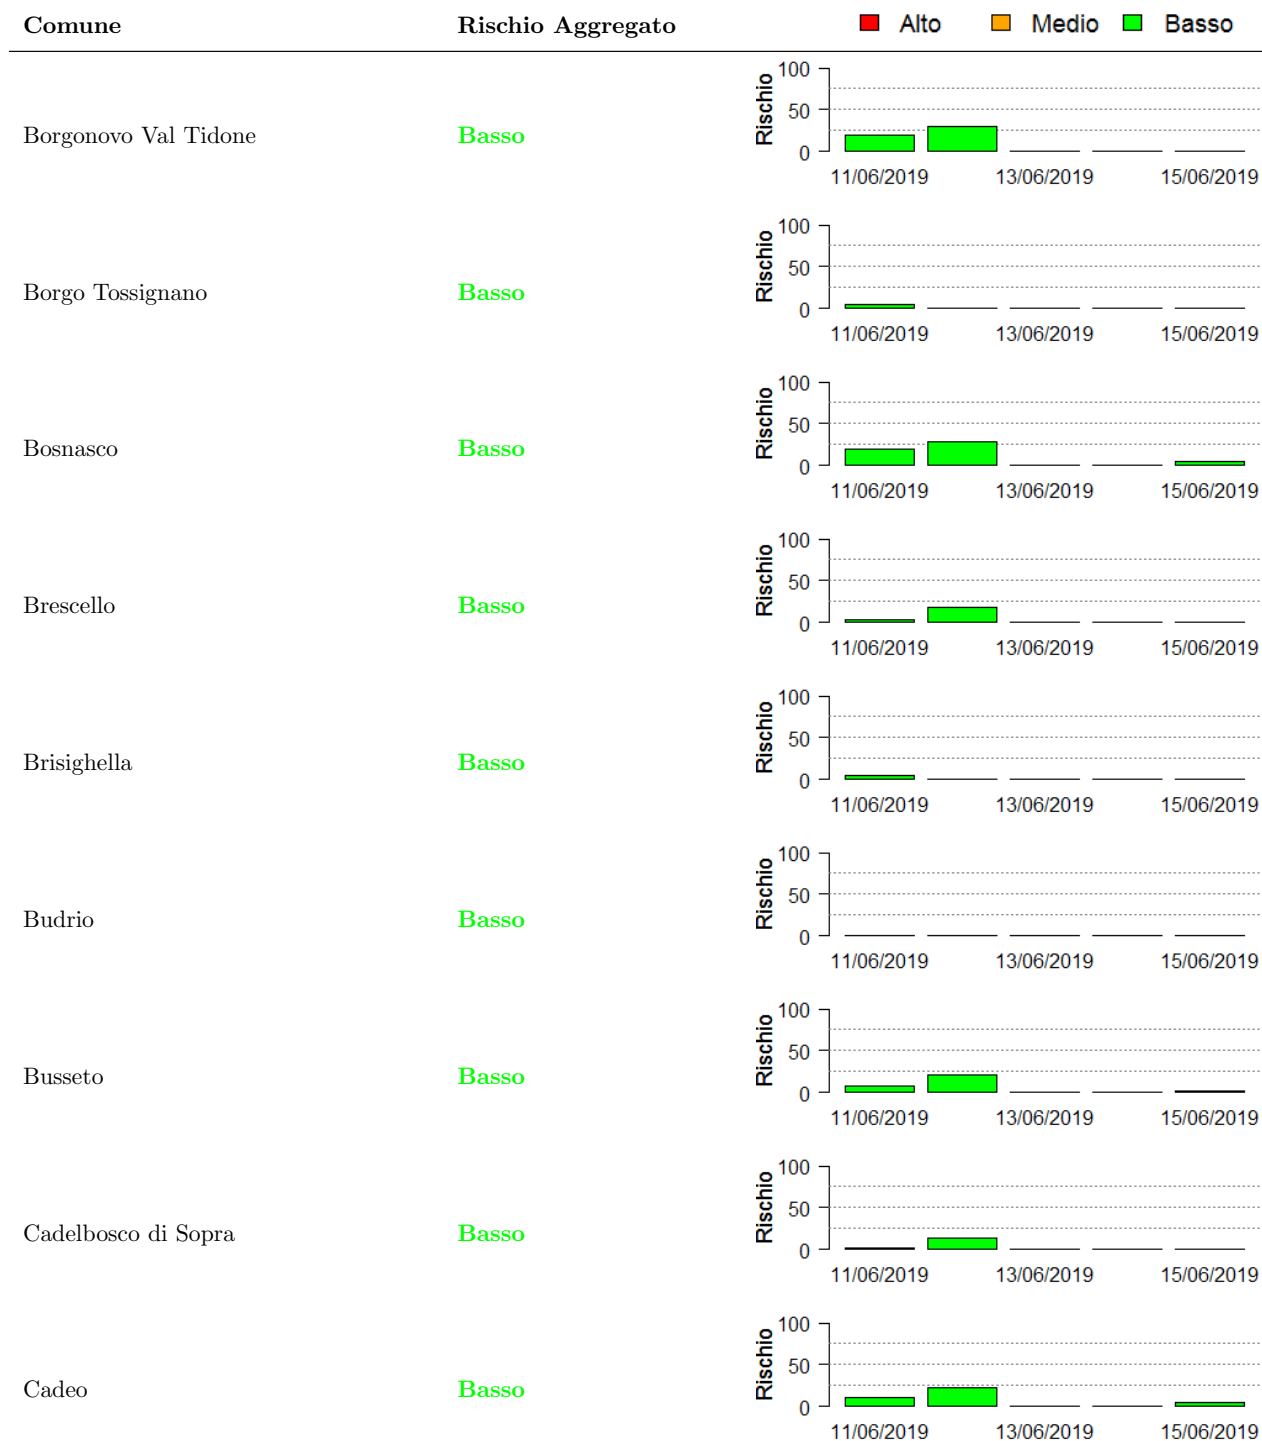 Comune Rischio Aggregato Alto Medio Basso
100
50
0
Rischio
Borgonovo Val Tidone Basso
11/06/2019 13/06/2019 15/06/2019
100
50
0
Rischio
Borgo Tossignano Basso
11/06/2019 13/06/2019 15/06/2019
100
50
0
Rischio
Bosnasco Basso
11/06/2019 13/06/2019 15/06/2019
100
50
0
Rischio
Brescello Basso
11/06/2019 13/06/2019 15/06/2019
100
50
0
Rischio
Brisighella Basso
11/06/2019 13/06/2019 15/06/2019
100
50
0
Rischio
Budrio Basso
11/06/2019 13/06/2019 15/06/2019
100
50
0
Rischio
Busseto Basso
11/06/2019 13/06/2019 15/06/2019
100
50
0
Rischio
Cadelbosco di Sopra Basso
11/06/2019 13/06/2019 15/06/2019
100
50
0
Rischio
Cadeo Basso
11/06/2019 13/06/2019 15/06/2019